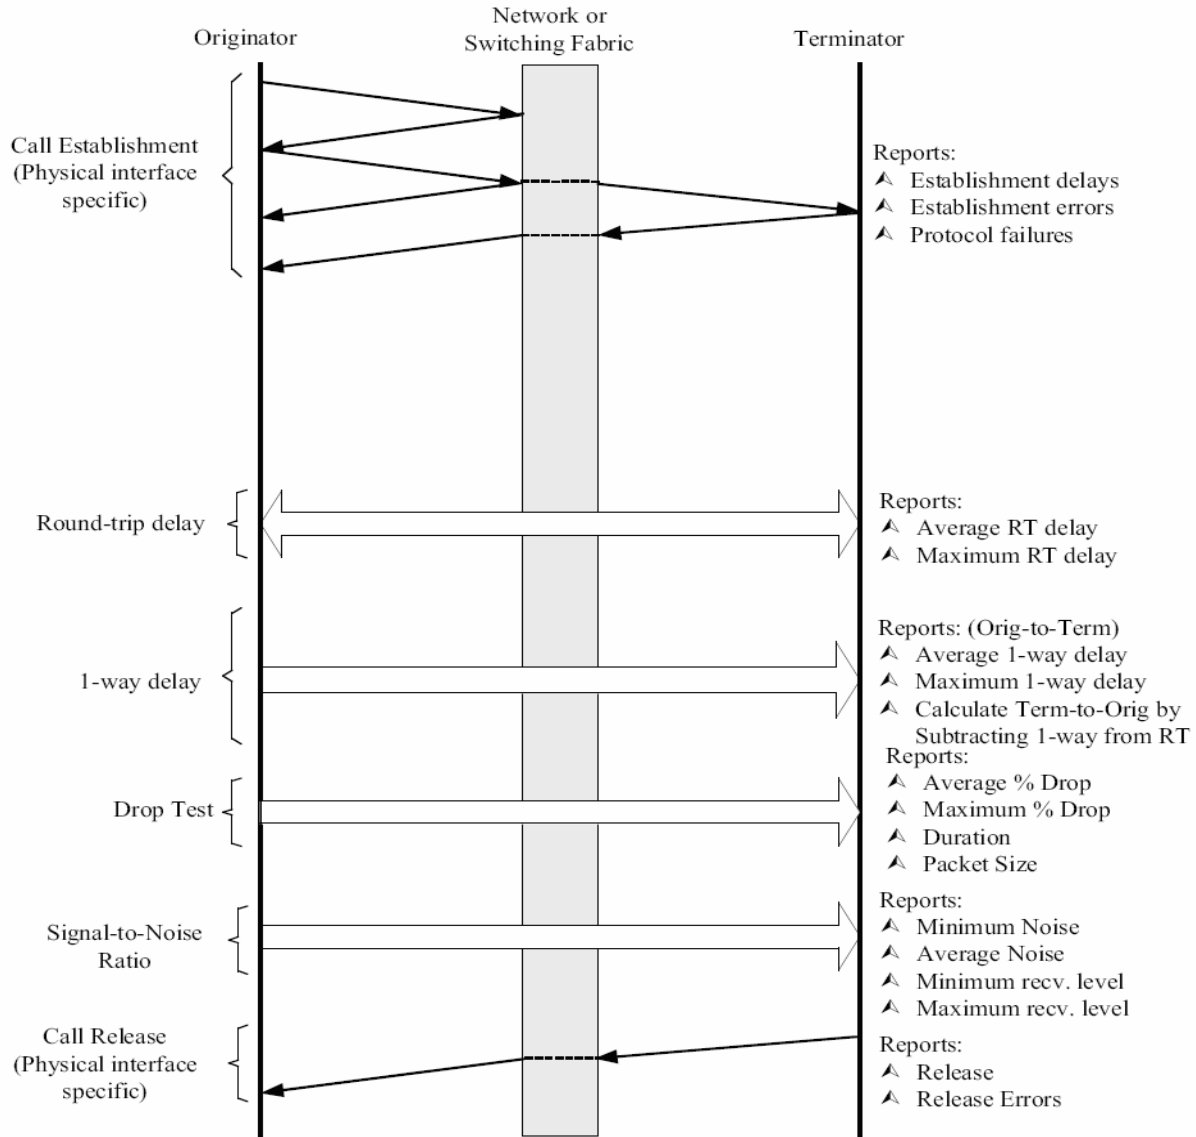 Originator
Network or
Switching Fabric
Terminator
Call Establishment
(Physical interface
specific)
Reports:
Establishment delays
Establishment errors
Protocol failures
Round-trip delay
Reports:
Average RT delay
Maximum RT delay
1-way delay
Reports: (Orig-to-Term)
Average 1-way delay
Maximum 1-way delay
Calculate Term-to-Orig by
Subtracting 1-way from RT
Drop Test
Reports:
Average % Drop
Maximum % Drop
Duration
Packet Size
Signal-to-Noise
Ratio
Reports:
Minimum Noise
Average Noise
Minimum recv. level
Maximum recv. level
Call Release
(Physical interface
specific)
Reports:
Release
Release Errors